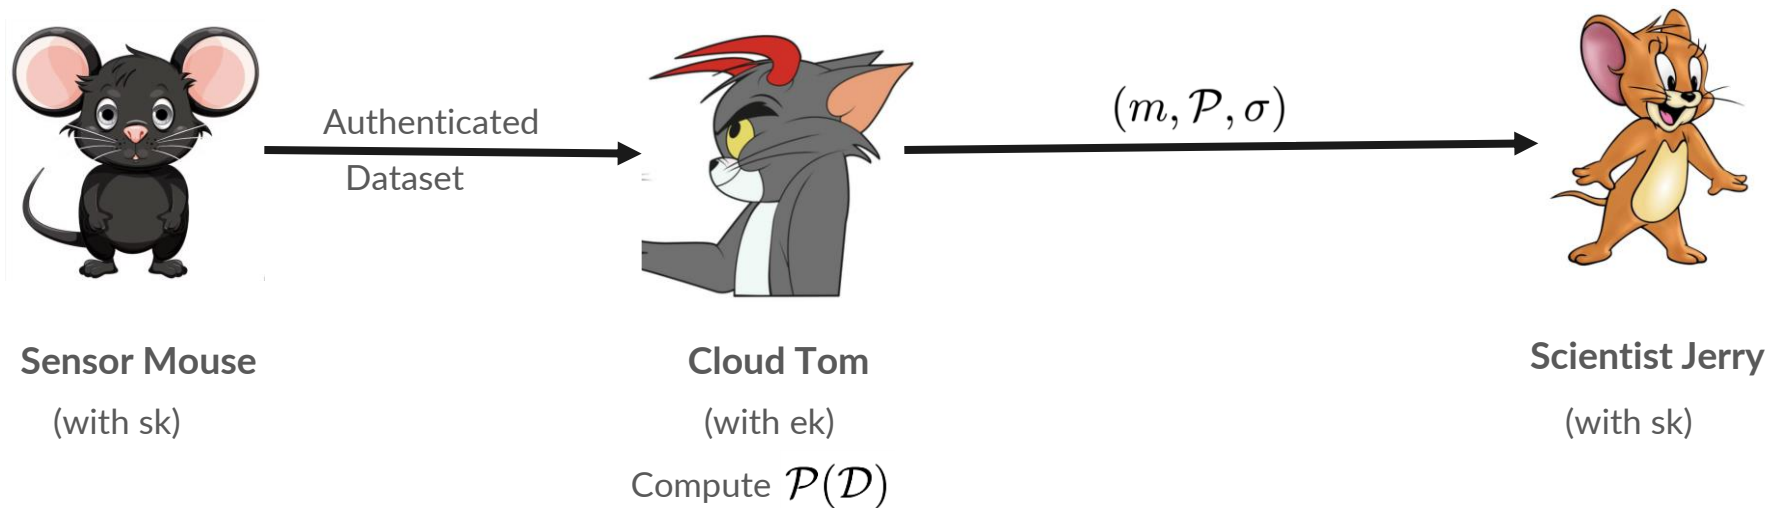 Authenticated
Dataset
(m, 𝒫, σ)
Sensor Mouse
(with sk)
Cloud Tom
(with ek)
Compute 𝒫(𝒟)
Scientist Jerry
(with sk)